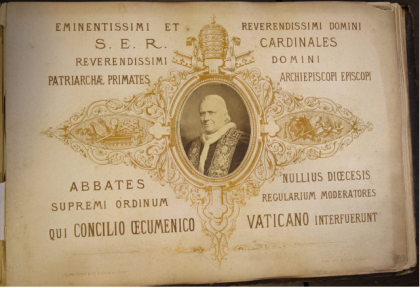 EMINENTISSIMI ET REVERENDISSIMI DOMINI
S. E. R. CARDINALES
REVERENDISSIMI DOMINI
PATRIARCHÆ PRIMATES ARCHIEPISCOPI EPISCOPI
ABBATES NULLIUS DIŒCESIS
SUPREMI ORDINUM REGULARIUM MODERATORES
QUI CONCILIO ŒCUMENICO VATICANO INTERFUERUNT